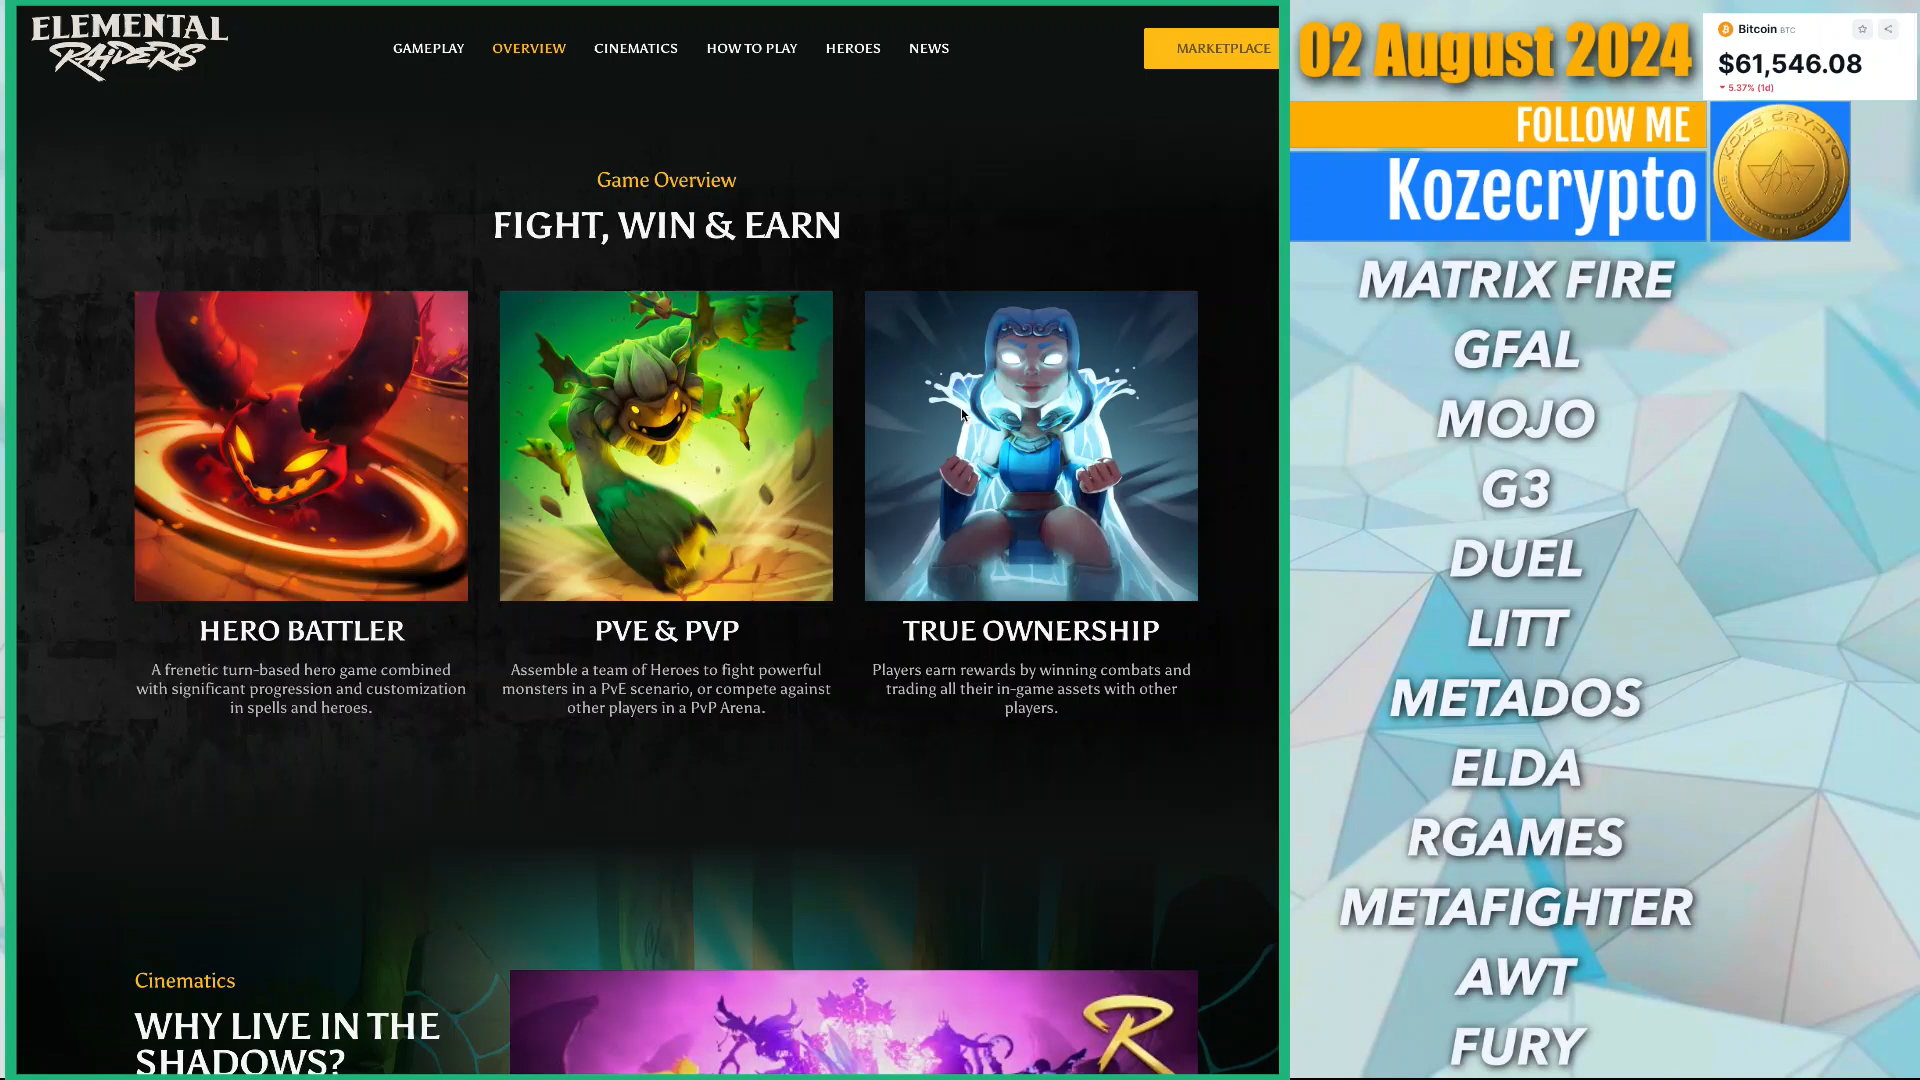 ELEMENTAL
RAIDERS
GAMEPLAY
OVERVIEW
CINEMATICS
HOW TO PLAY
HEROES
NEWS
MARKETPLACE
Game Overview
FIGHT, WIN & EARN
HERO BATTLER
A frenetic turn-based hero game combined
with significant progression and customization
in spells and heroes.
PVE & PVP
Assemble a team of Heroes to fight powerful
monsters in a PvE scenario, or compete against
other players in a PvP Arena.
TRUE OWNERSHIP
Players earn rewards by winning combats and
trading all their in-game assets with other
players.
Cinematics
WHY LIVE IN THE
SHADOWS?
R
02 August 2024
Bitcoin BTC
$61,546.08
5.37% (1d)
FOLLOW ME
Kozecrypto
KOZE CRYPTO
MATRIX FIRE
GFAL
MOJO
G3
DUEL
LITT
METADOS
ELDA
RGAMES
METAFIGHTER
AWT
FURY